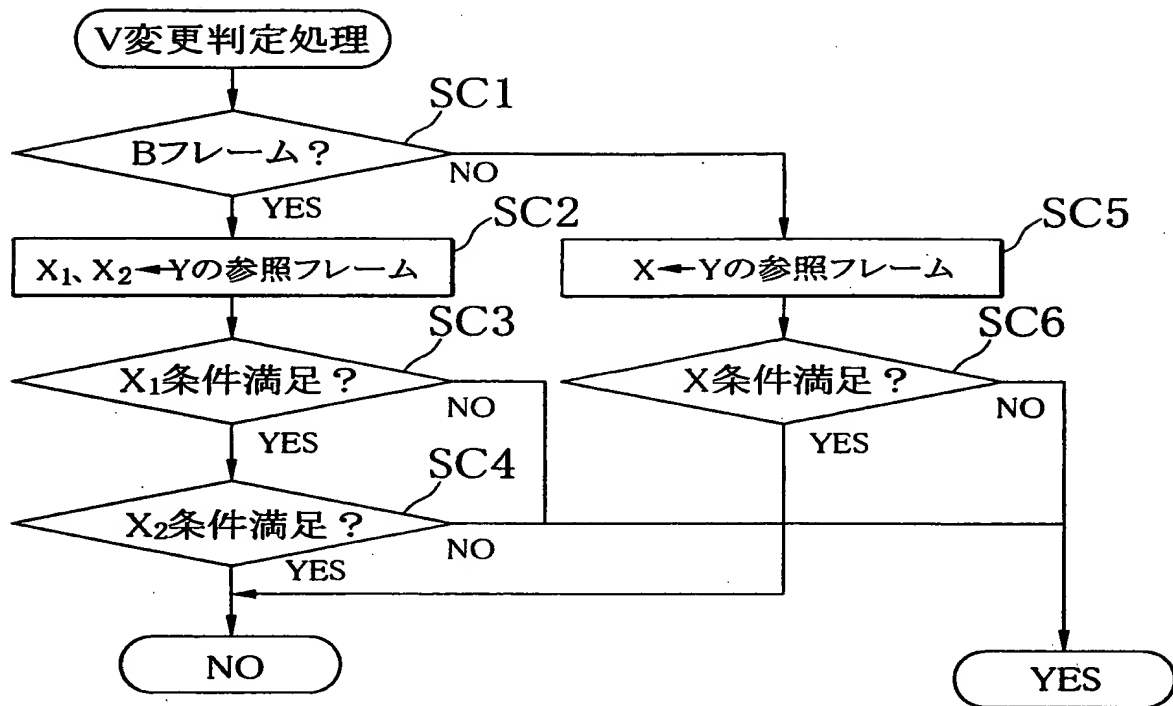 V変更判定処理
SC1
Bフレーム?
NO
YES
SC2
X₁、X₂←Yの参照フレーム
SC5
X←Yの参照フレーム
SC3
X₁条件満足?
NO
YES
SC6
X条件満足?
NO
YES
SC4
X₂条件満足?
NO
YES
NO
YES